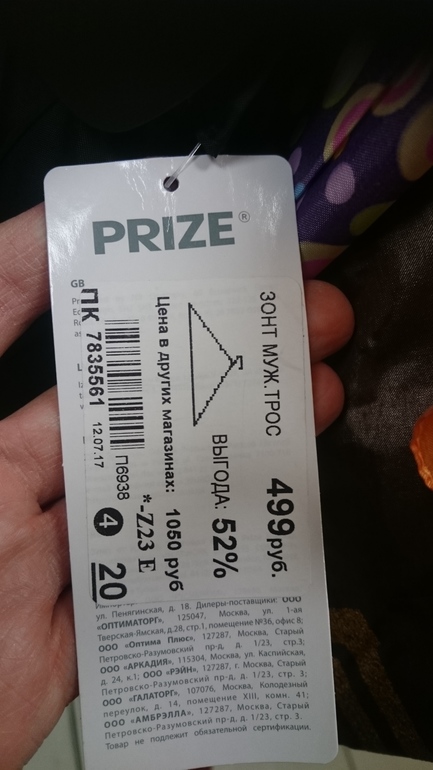 PRIZE®
GB
ЗОНТ МУЖ.ТРОС
499 руб.
ВЫГОДА: 52%
Цена в других магазинах: 1050 руб
*-Z23 E
П6938
ПК 7835561 12.07.17 4 20
ул. Пенягинская, д. 18. Дилеры-поставщики: ООО
«ОПТИМАТОРГ», 125047, Москва, ул. 1-ая
Тверская-Ямская, д.28, стр.1, помещение №36, офис 8;
ООО «Оптима Плюс», 127287, Москва, Старый
Петровско-Разумовский пр-д, д. 1/23, стр.3;
ООО «АРКАДИЯ», 115304, Москва, ул. Каспийская,
д. 24, к.1; ООО «РЭЙН», 127287, г. Москва, Старый
Петровско-Разумовский пр-д, д. 1/23, стр. 3;
ООО «ГАЛАТОРГ», 107076, Москва, Колодезный
переулок, д. 14, помещение XIII, комн. 41;
ООО «АМБРЭЛЛА», 127287, Москва, Старый
Петровско-Разумовский пр-д, д. 1/23, стр. 3.
Товар не подлежит обязательной сертификации.